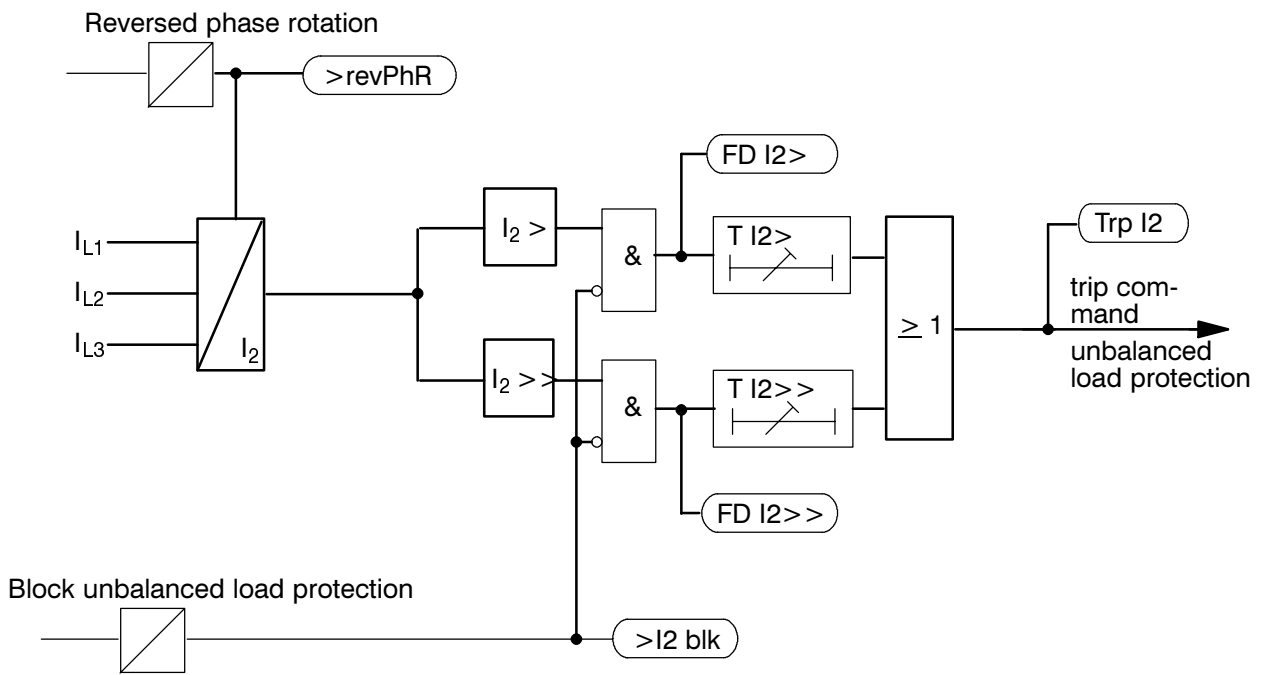 Reversed phase rotation
>revPhR
FD I2>
I2 >
T I2>
Trp I2
IL1
&
IL2
trip com-
mand
≥ 1
IL3
I2
I2 >>
T I2>>
unbalanced
load protection
&
FD I2>>
Block unbalanced load protection
>I2 blk